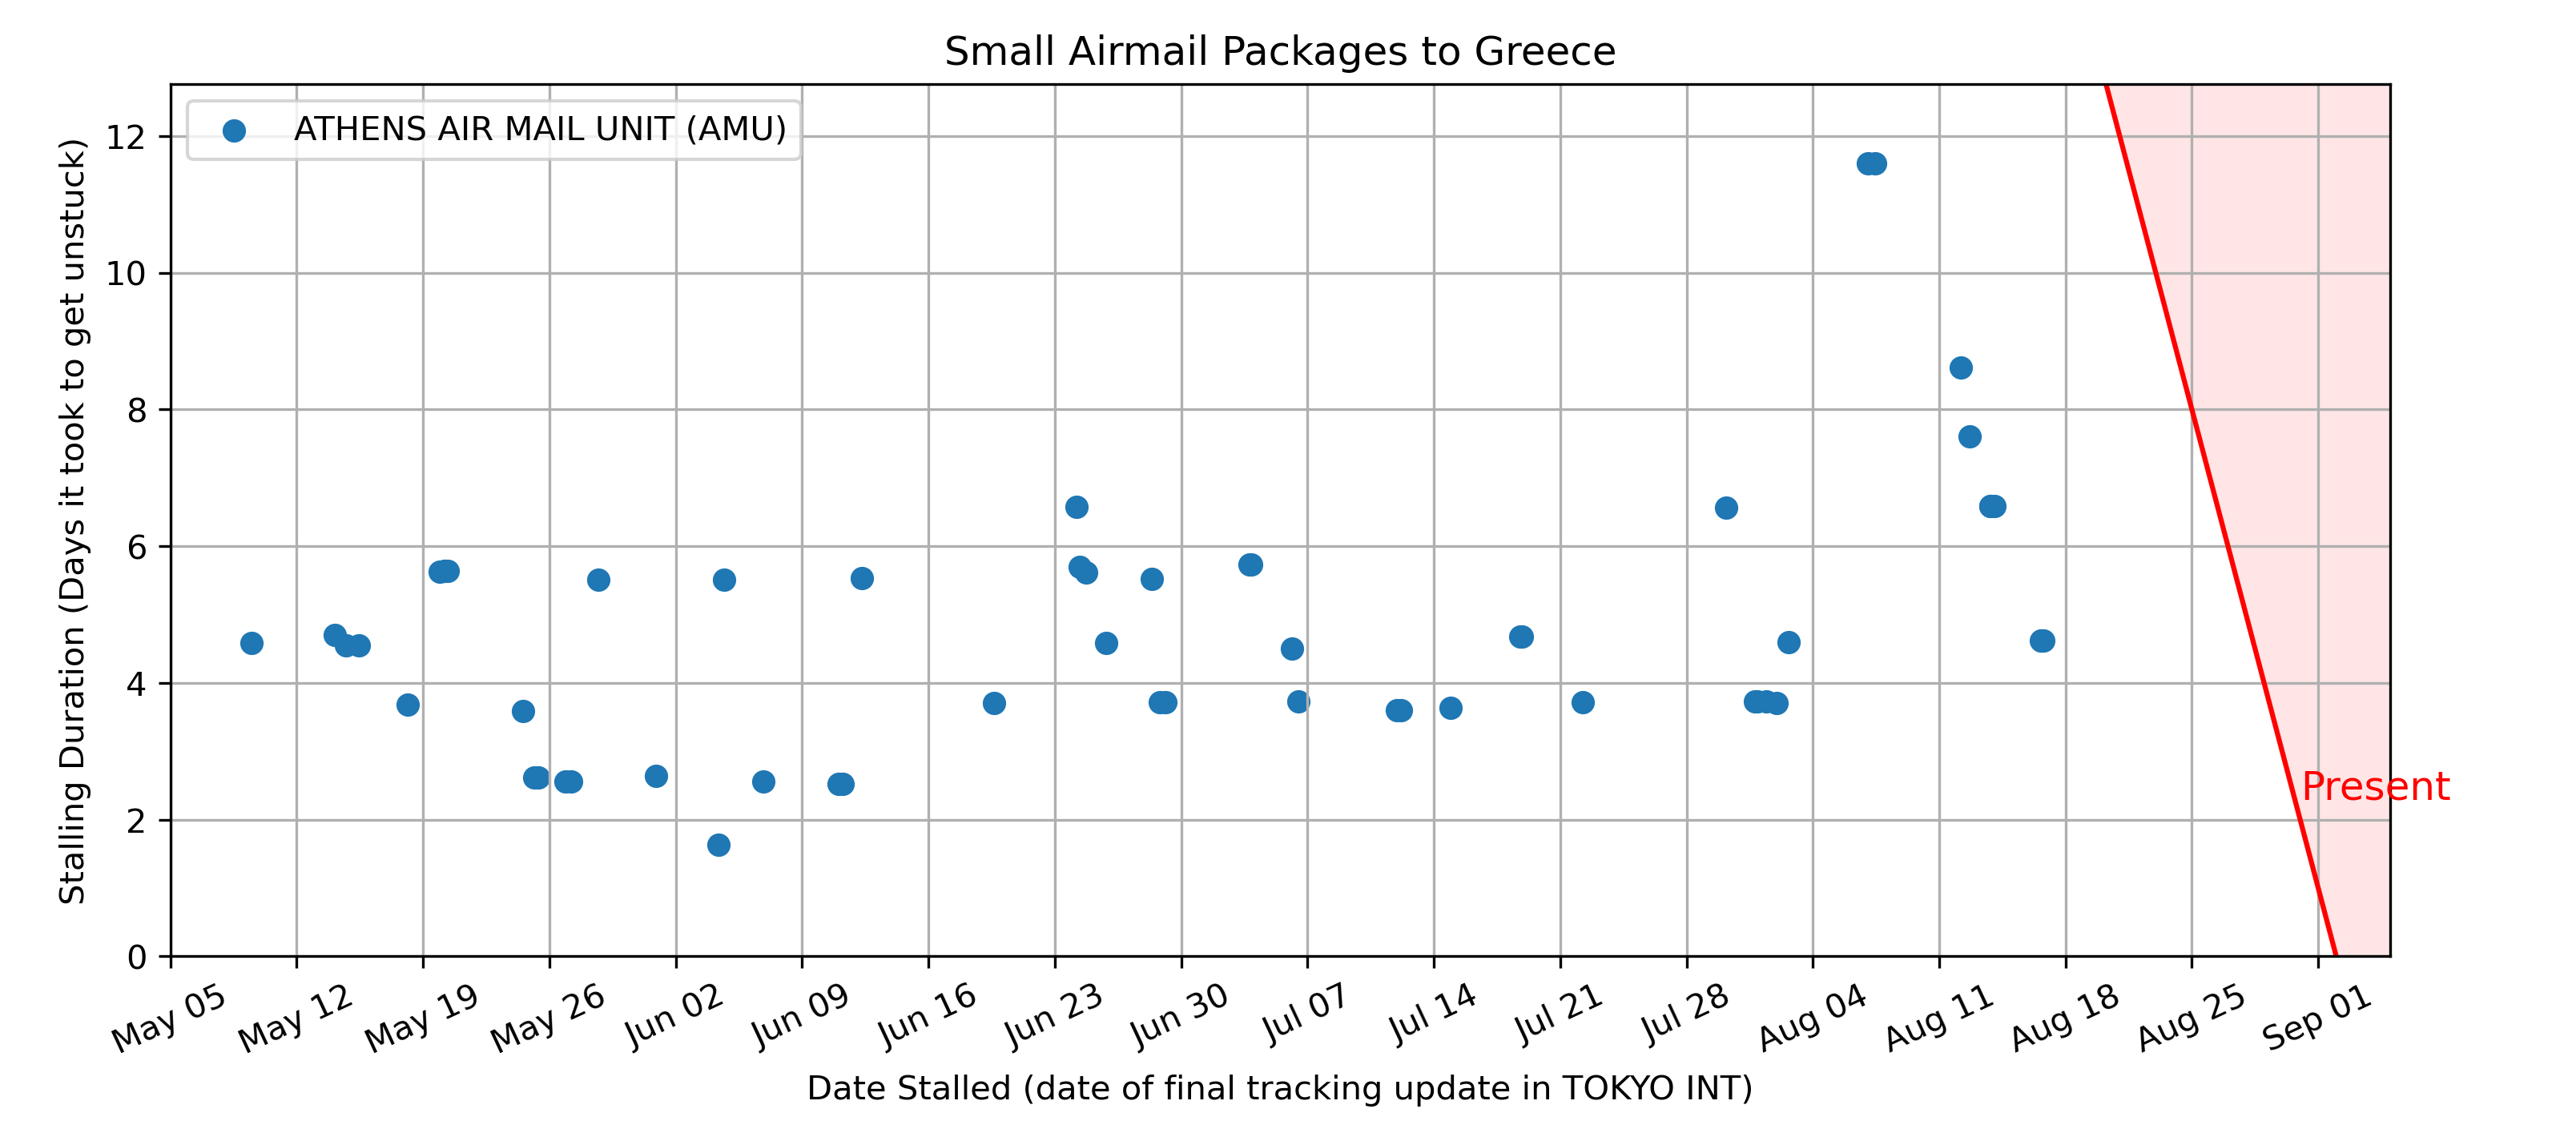 Small Airmail Packages to Greece
ATHENS AIR MAIL UNIT (AMU)
Stalling Duration (Days it took to get unstuck)
12
10
8
6
4
2
0
Present
May 05
May 12
May 19
May 26
Jun 02
Jun 09
Jun 16
Jun 23
Jun 30
Jul 07
Jul 14
Jul 21
Jul 28
Aug 04
Aug 11
Aug 18
Aug 25
Sep 01
Date Stalled (date of final tracking update in TOKYO INT)